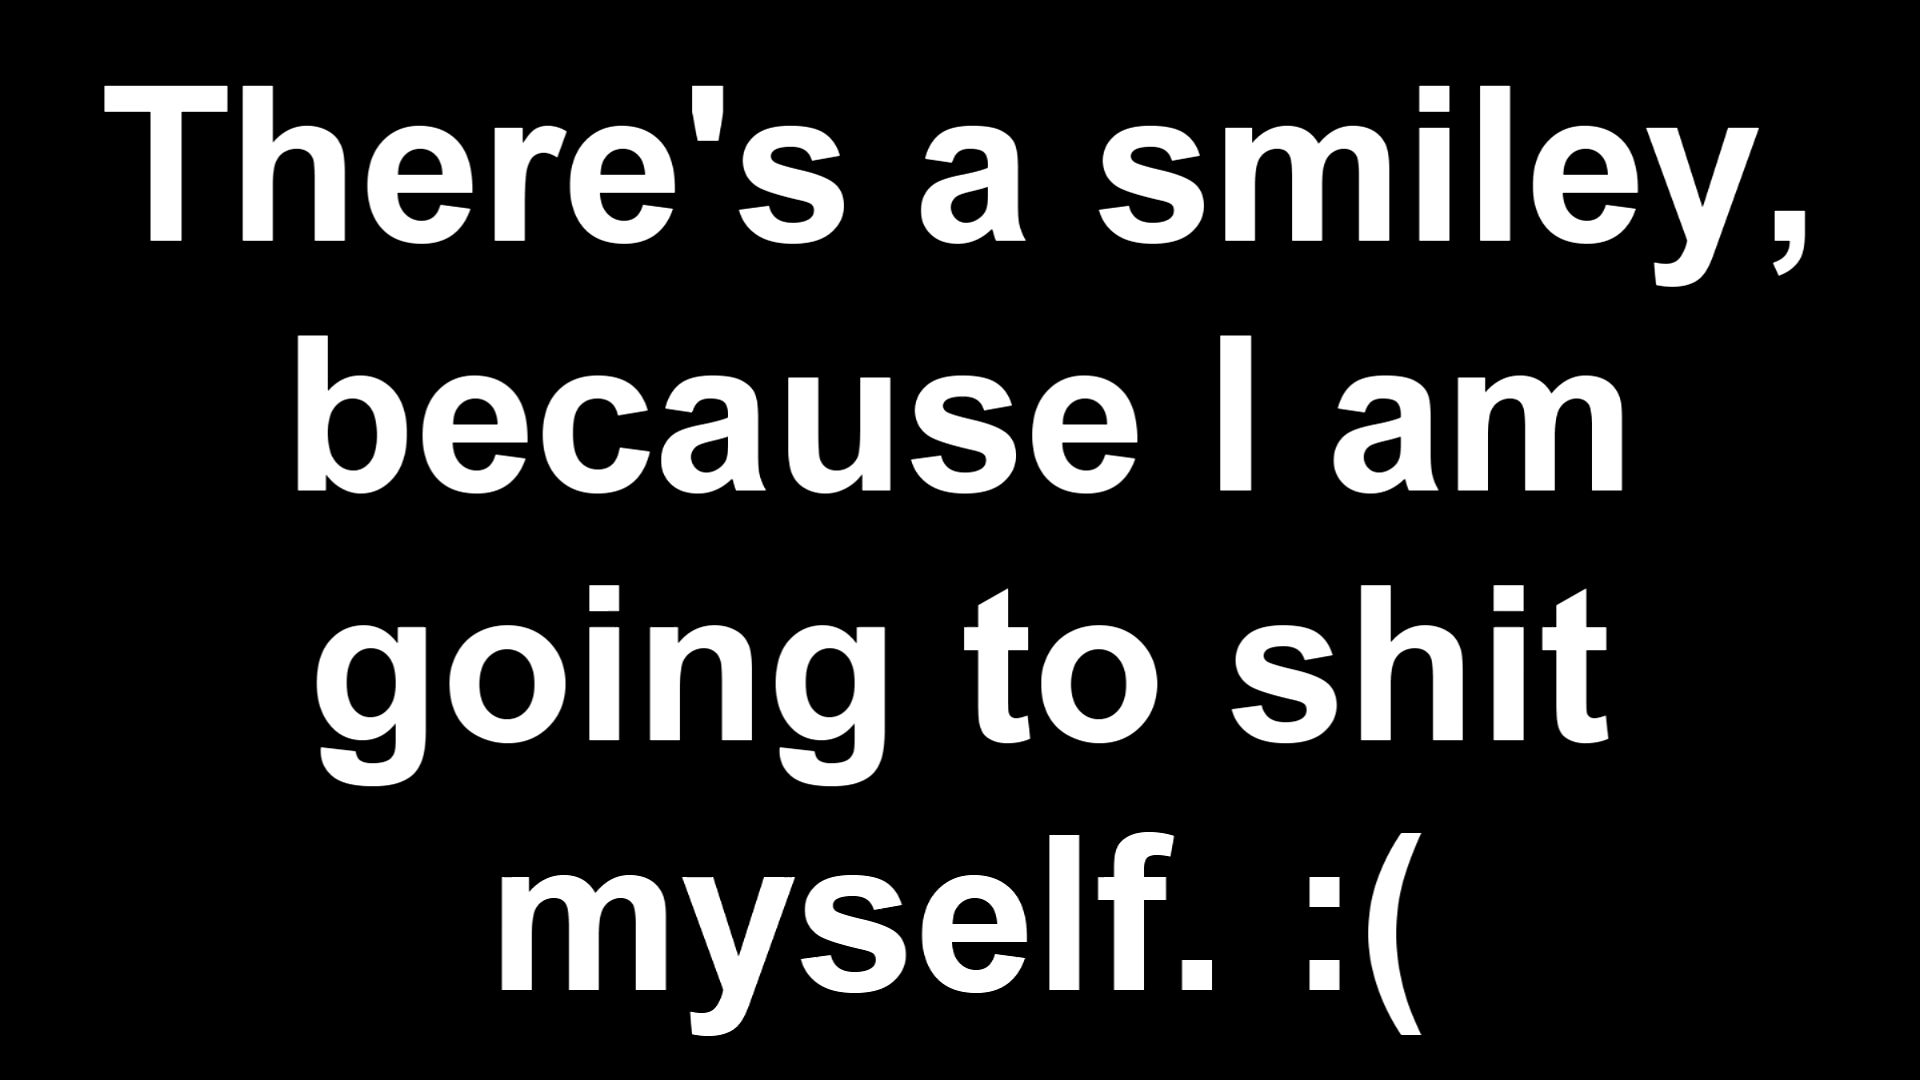 There's a smiley,
because I am
going to shit
myself. :(